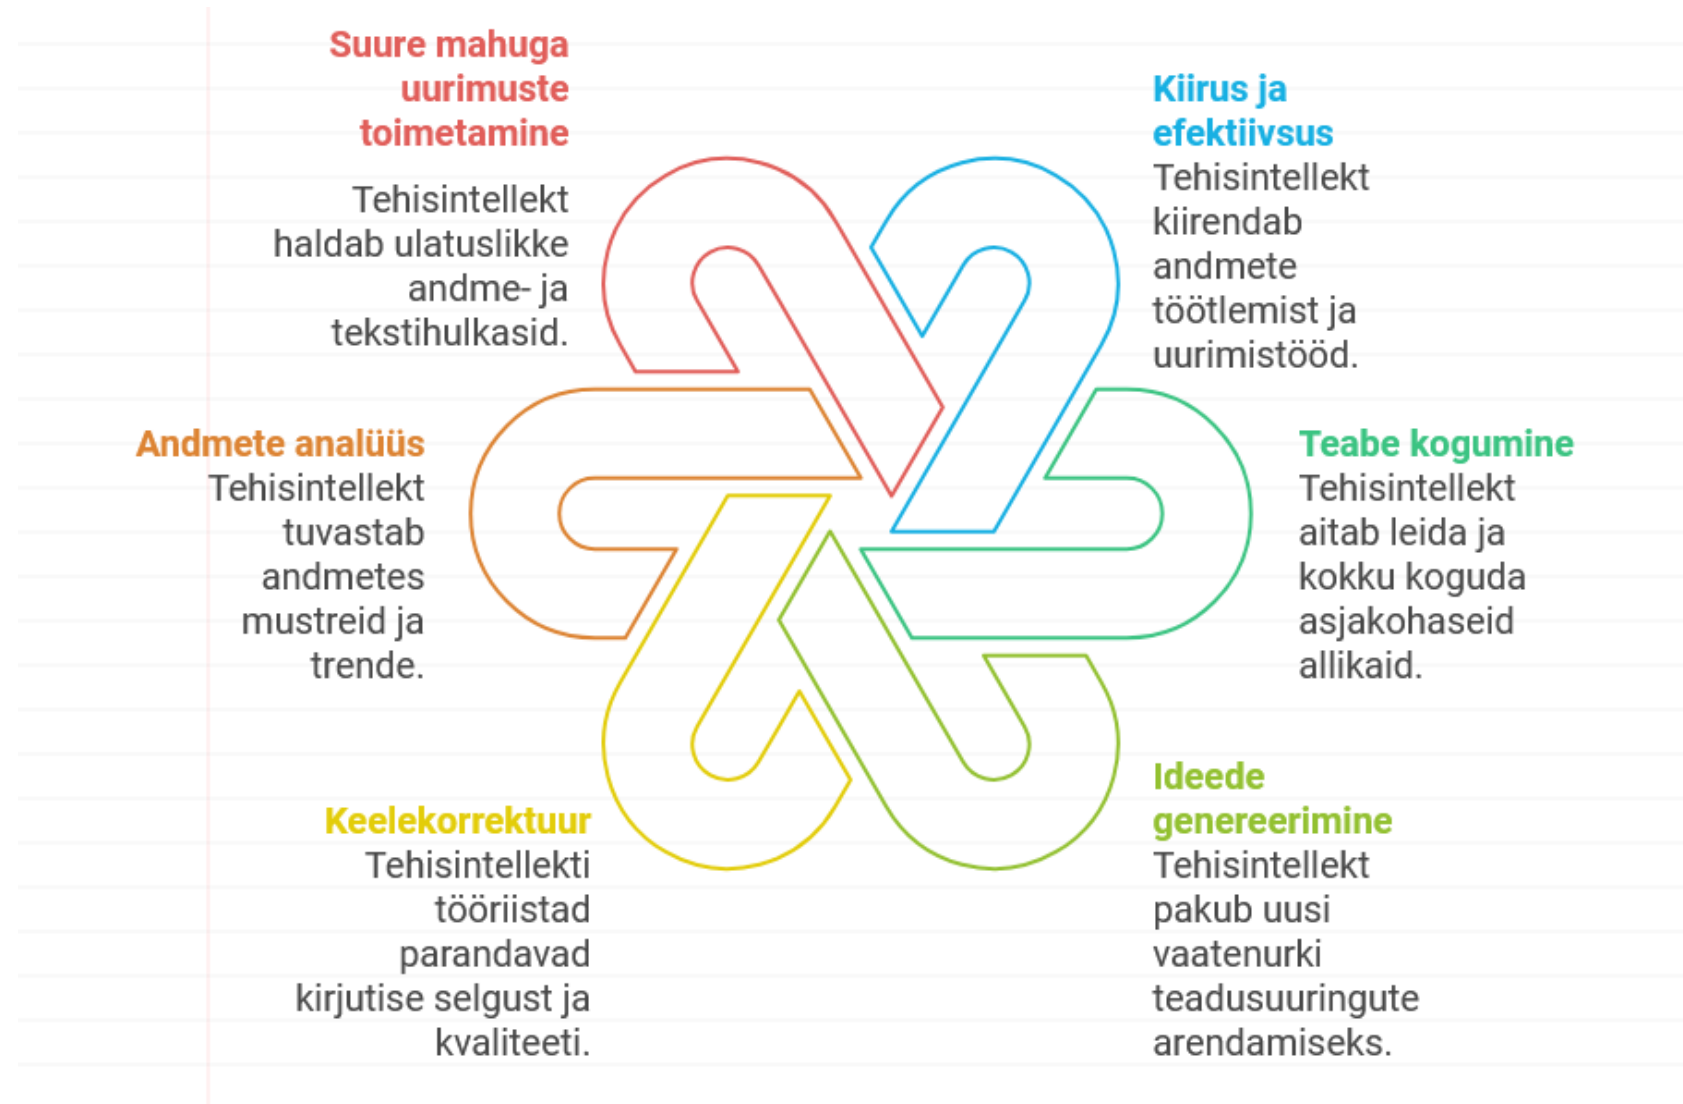 Suure mahuga
uurimuste
toimetamine
Tehisintellekt
haldab ulatuslikke
andme- ja
tekstihulkasid.
Kiirus ja
efektiivsus
Tehisintellekt
kiirendab
andmete
töötlemist ja
uurimistööd.
Andmete analüüs
Tehisintellekt
tuvastab
andmetes
mustreid ja
trende.
Teabe kogumine
Tehisintellekt
aitab leida ja
kokku koguda
asjakohaseid
allikaid.
Keelekorrektuur
Tehisintellekti
tööriistad
parandavad
kirjutise selgust ja
kvaliteeti.
Ideede
genereerimine
Tehisintellekt
pakub uusi
vaatenurki
teadusuuringute
arendamiseks.